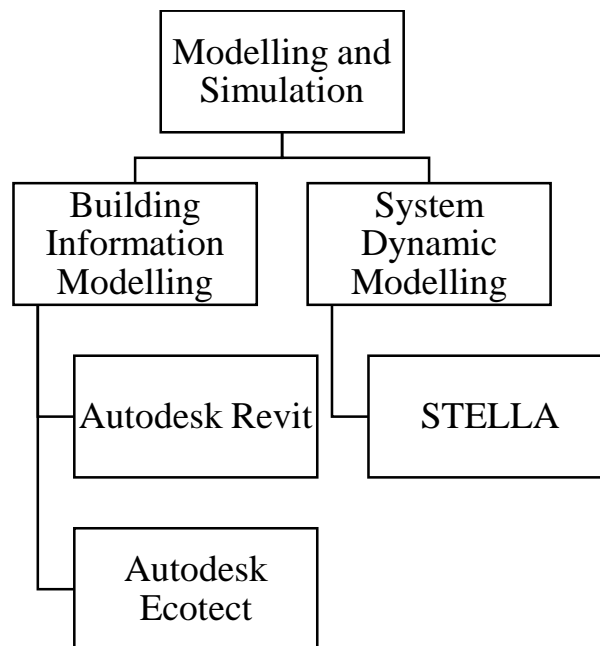 Modelling and
Simulation
Building
Information
Modelling
System
Dynamic
Modelling
Autodesk Revit
STELLA
Autodesk
Ecotect